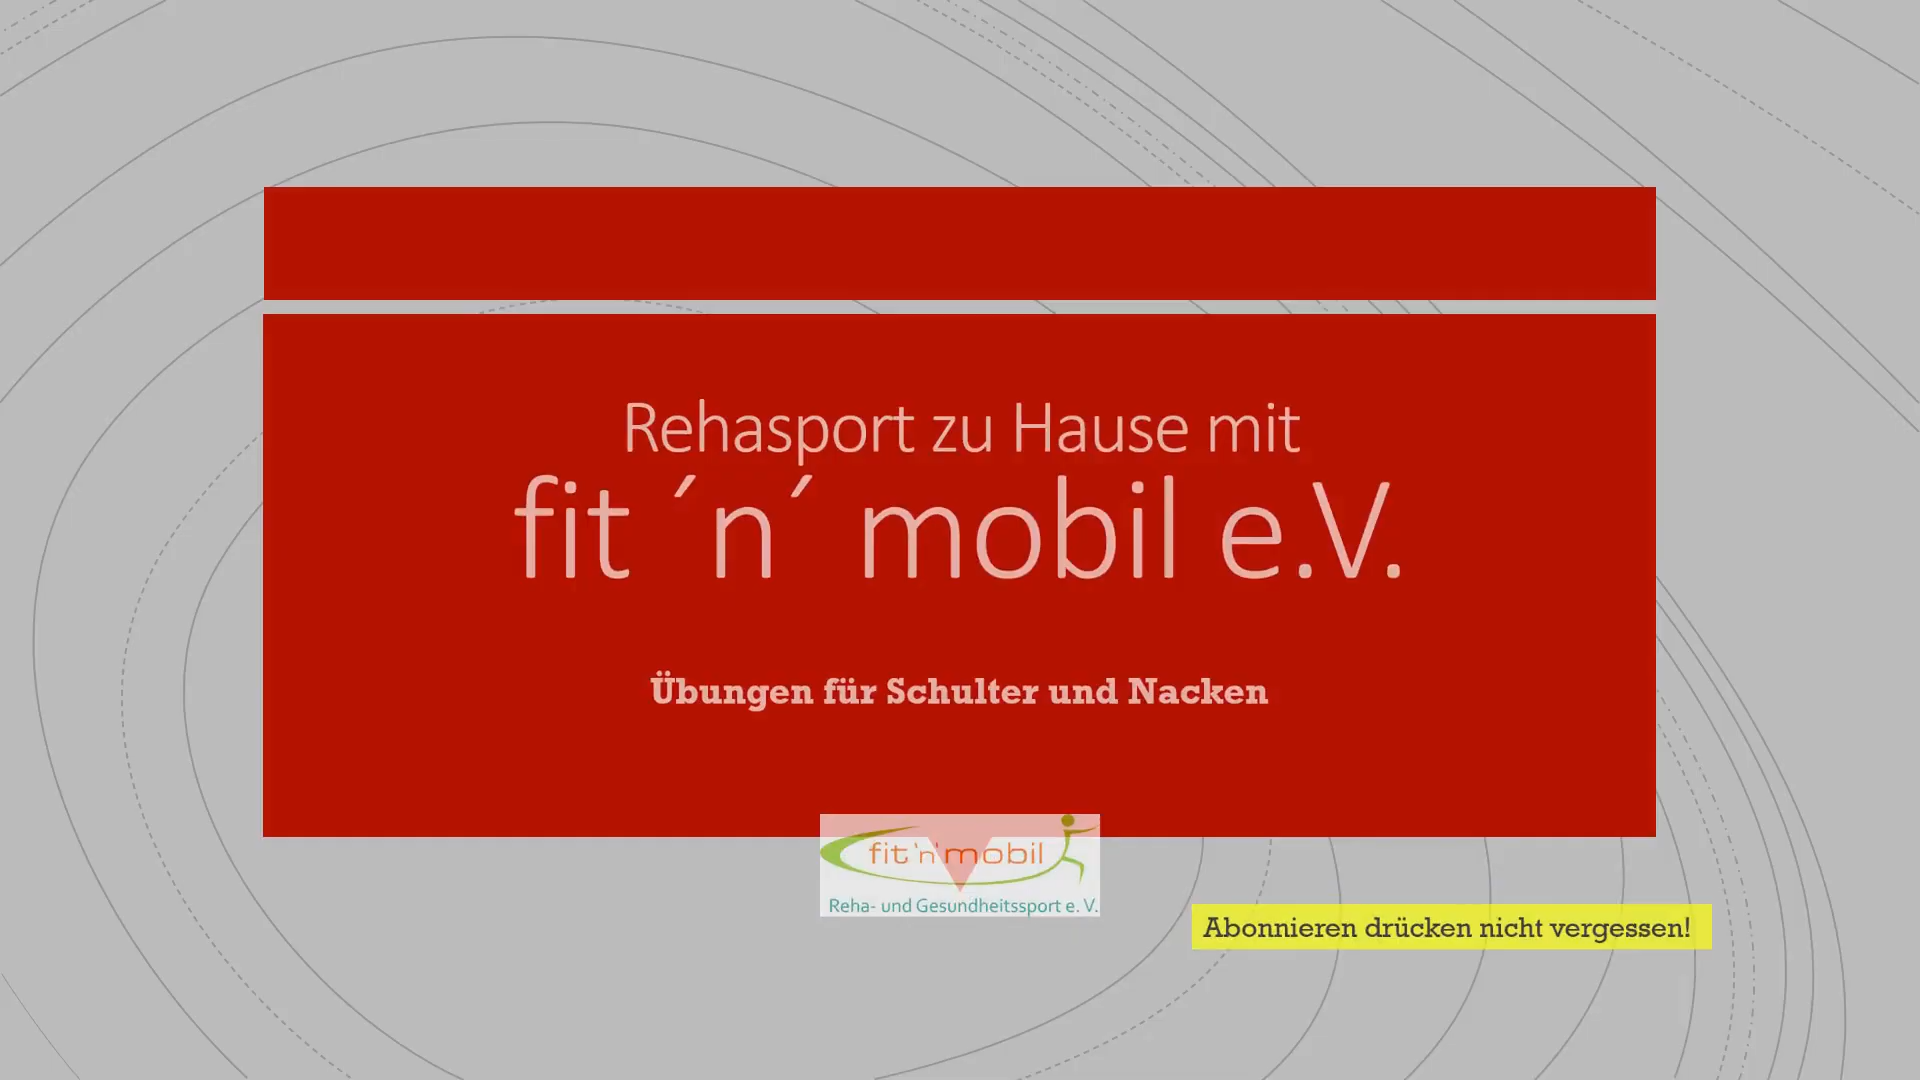 Rehasport zu Hause mit
fit ´n´ mobil e.V.
Übungen für Schulter und Nacken
fit 'n' mobil
Reha- und Gesundheitssport e. V.
Abonnieren drücken nicht vergessen!